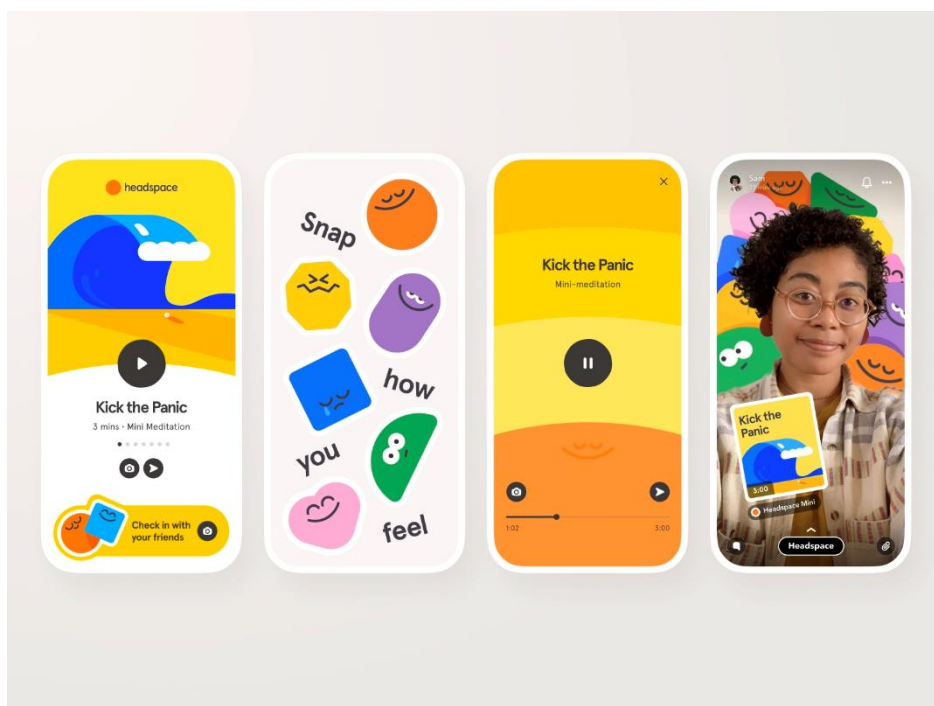 headspace
Kick the Panic
3 mins · Mini Meditation
Check in with
your friends
Snap
how
you
feel
Kick the Panic
Mini-meditation
1:02
3:00
Sam
Kick the
Panic
3:00
Headspace Mini
Headspace